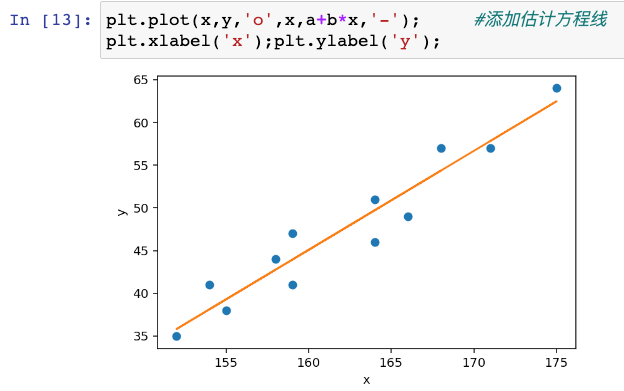 In [13]: plt.plot(x,y,'o',x,a+b*x,'-'); #添加估计方程线
plt.xlabel('x');plt.ylabel('y');
65
60
55
50
45
40
35
y
155 160 165 170 175
x